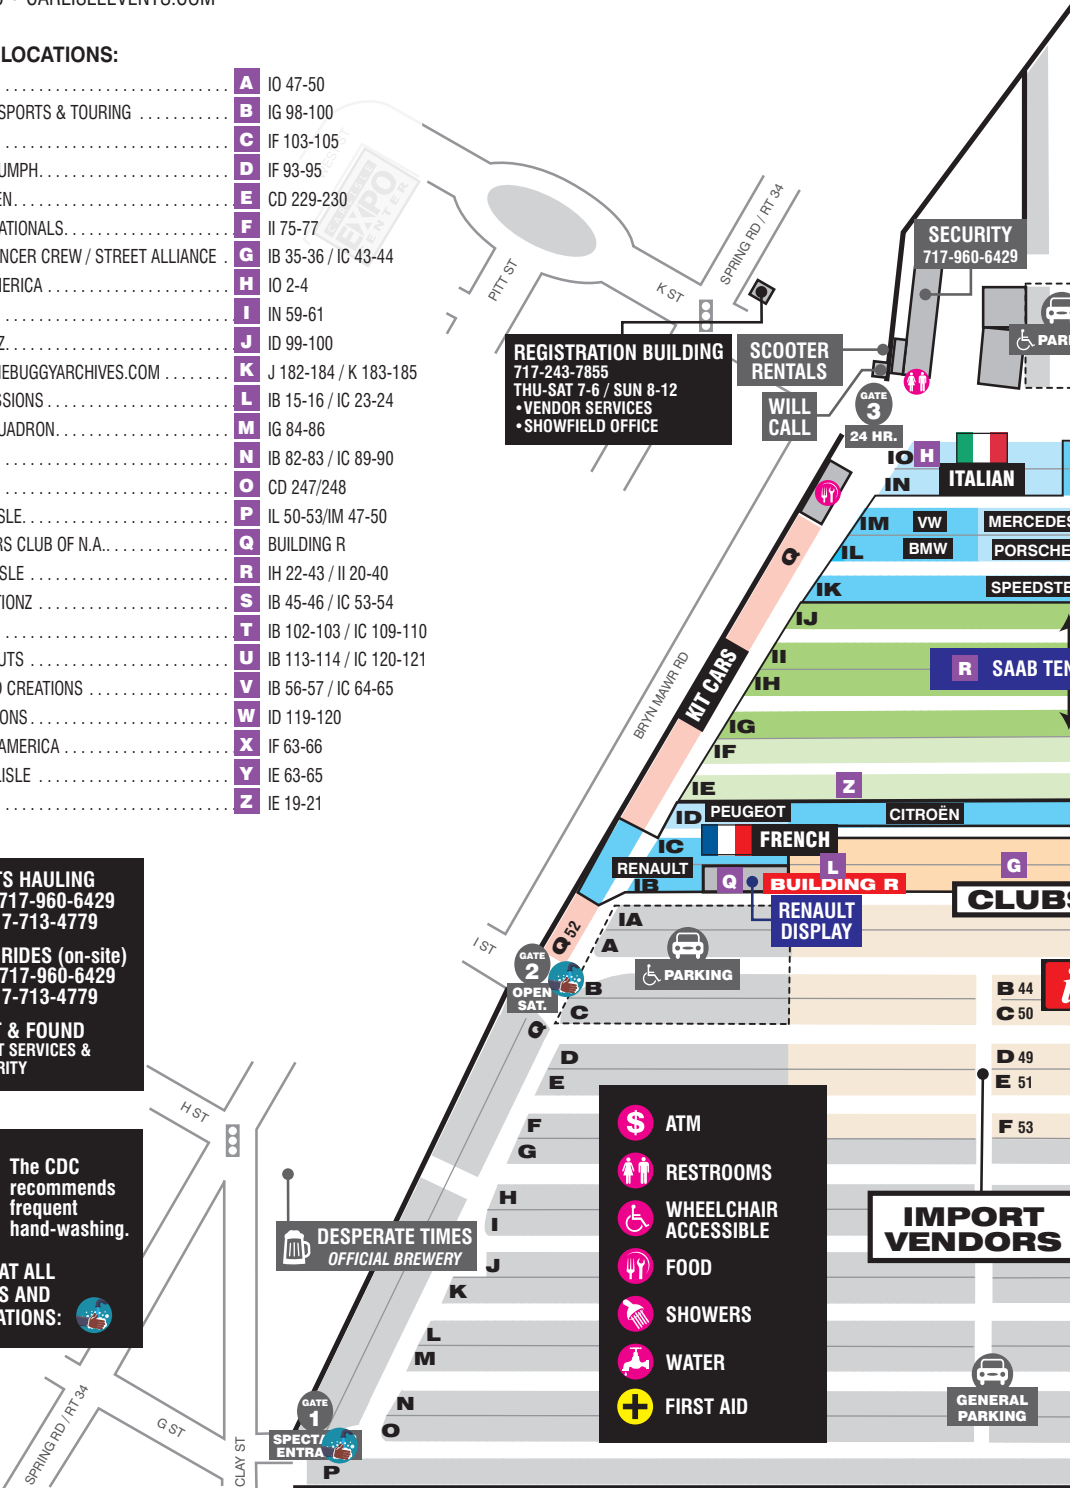 CARLISLEEVENTS.COM
LOCATIONS:
A IO 47-50
SPORTS & TOURING B IG 98-100
C IF 103-105
UMPH D IF 93-95
EN E CD 229-230
ATIONALS F II 75-77
NCER CREW / STREET ALLIANCE G IB 35-36 / IC 43-44
MERICA H IO 2-4
I IN 59-61
Z J ID 99-100
NEBUGGYARCHIVES.COM K J 182-184 / K 183-185
SSIONS L IB 15-16 / IC 23-24
UADRON M IG 84-86
N IB 82-83 / IC 89-90
O CD 247/248
SLE P IL 50-53/IM 47-50
RS CLUB OF N.A. Q BUILDING R
SLE R IH 22-43 / II 20-40
TIONZ S IB 45-46 / IC 53-54
T IB 102-103 / IC 109-110
UTS U IB 113-114 / IC 120-121
O CREATIONS V IB 56-57 / IC 64-65
ONS W ID 119-120
AMERICA X IF 63-66
LISLE Y IE 63-65
Z IE 19-21
EXPO
CENTER
PITT ST
K ST
SPRING RD / RT 34
SECURITY
717-960-6429
REGISTRATION BUILDING
717-243-7855
THU-SAT 7-6 / SUN 8-12
•VENDOR SERVICES
•SHOWFIELD OFFICE
SCOOTER
RENTALS
WILL
CALL
GATE
3
24 HR.
PAR
IO H ITALIAN
IN
IM VW MERCEDES
IL BMW PORSCHE
IK SPEEDSTE
IJ
II
IH
R SAAB TEN
IG
IF
IE Z
ID PEUGEOT CITROËN
IC FRENCH
RENAULT
IB Q L G
BUILDING R
RENAULT
DISPLAY
CLUBS
Q
KIT CARS
BRYN MAWR RD
IA
A
PARKING
Q 52
I ST
GATE
2
OPEN
SAT.
B
C
B 44
C 50
i
Q
D
E
D 49
E 51
F
G
F 53
H
I
J
K
L
M
N
O
P
IMPORT
VENDORS
GENERAL
PARKING
TS HAULING
717-960-6429
7-713-4779
RIDES (on-site)
717-960-6429
7-713-4779
T & FOUND
T SERVICES &
RITY
The CDC
recommends
frequent
hand-washing.
AT ALL
S AND
ATIONS:
H ST
DESPERATE TIMES
OFFICIAL BREWERY
$ ATM
RESTROOMS
WHEELCHAIR
ACCESSIBLE
FOOD
SHOWERS
WATER
FIRST AID
GATE
1
SPECTA
ENTRA
SPRING RD / RT 34
G ST
CLAY ST